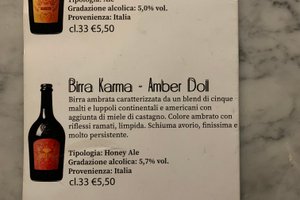 Tipologia: Ale
Gradazione alcolica: 5,0% vol.
Provenienza: Italia
cl.33 €5,50
Birra Karma - Amber Doll
Birra ambrata caratterizzata da un blend di cinque
malti e luppoli continentali e americani con
aggiunta di miele di castagno. Colore ambrato con
riflessi ramati, limpida. Schiuma avorio, finissima e
molto persistente.
Tipologia: Honey Ale
Gradazione alcolica: 5,7% vol.
Provenienza: Italia
cl.33 €5,50